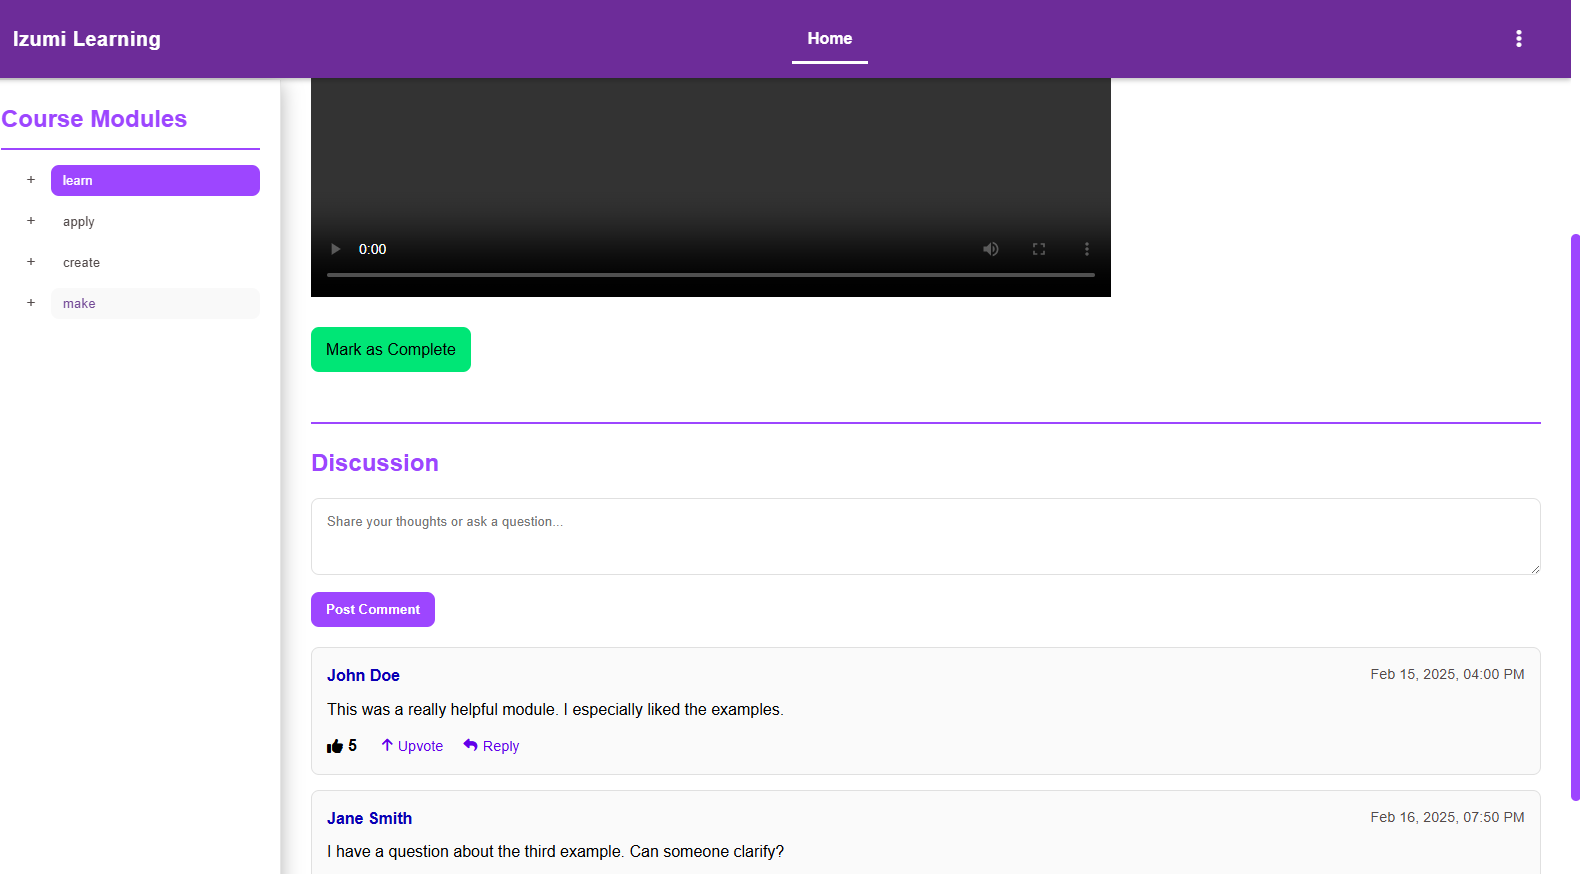 Izumi Learning
Home
Course Modules
+ learn
+ apply
+ create
+ make
0:00
Mark as Complete
Discussion
Share your thoughts or ask a question...
Post Comment
John Doe
Feb 15, 2025, 04:00 PM
This was a really helpful module. I especially liked the examples.
5 Upvote Reply
Jane Smith
Feb 16, 2025, 07:50 PM
I have a question about the third example. Can someone clarify?